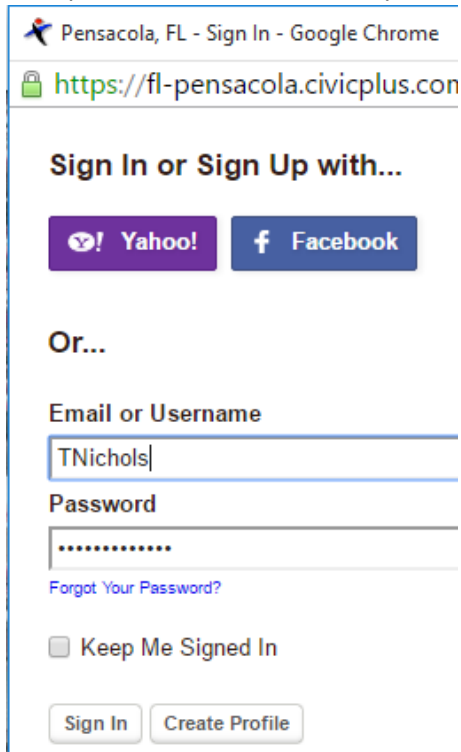 Pensacola, FL - Sign In - Google Chrome
https://fl-pensacola.civicplus.com
Sign In or Sign Up with...
Yahoo! Facebook
Or...
Email or Username
TNichols
Password
•••••••••••••
Forgot Your Password?
Keep Me Signed In
Sign In Create Profile